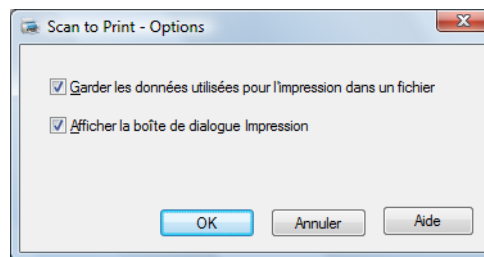 Scan to Print - Options
Garder les données utilisées pour l'impression dans un fichier
Afficher la boîte de dialogue Impression
OK Annuler Aide